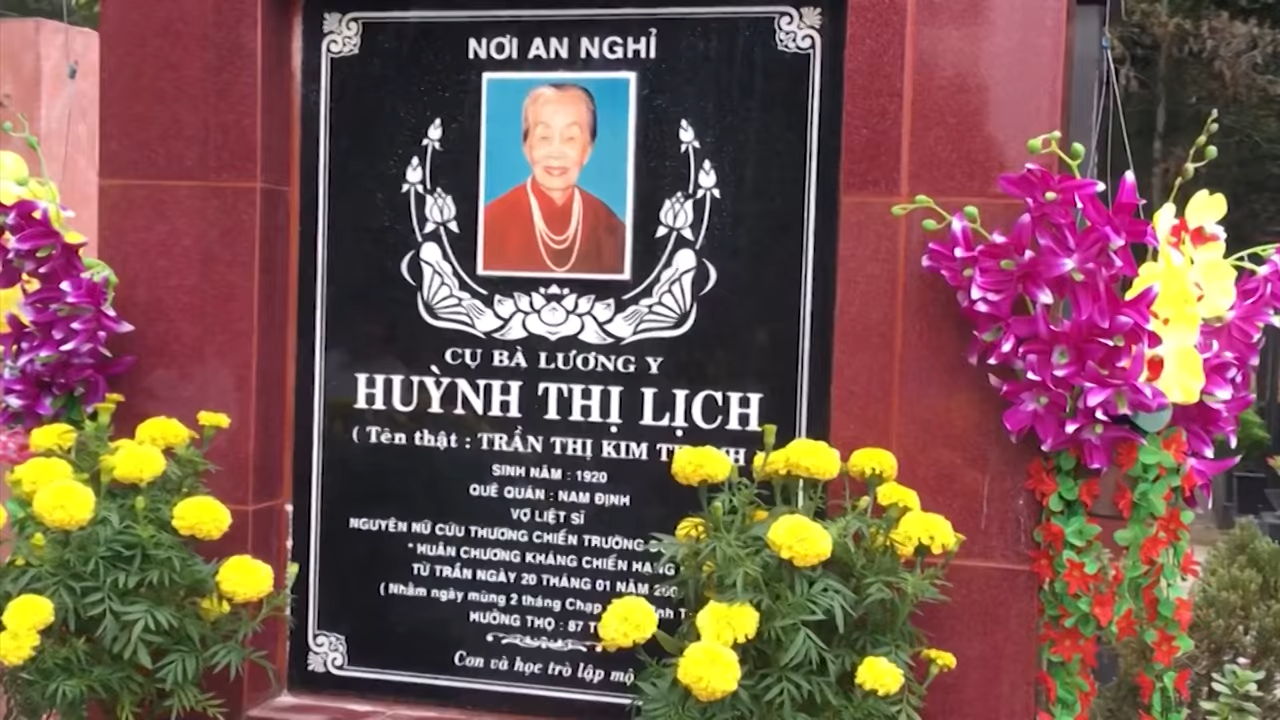 NƠI AN NGHỈ
CỤ BÀ LƯƠNG Y
HUỲNH THỊ LỊCH
( Tên thật : TRẦN THỊ KIM
SINH NĂM : 1920
QUÊ QUÁN : NAM ĐỊNH
VỢ LIỆT SĨ
NGUYÊN NỮ CỨU THƯƠNG CHIẾN TRƯỜNG
* HUÂN CHƯƠNG KHÁNG CHIẾN HẠNG
TỪ TRẦN NGÀY 20 THÁNG 01 NĂM
( Nhằm ngày mùng 2 tháng Chạp
HƯỞNG THỌ : 87
Con và học trò lập